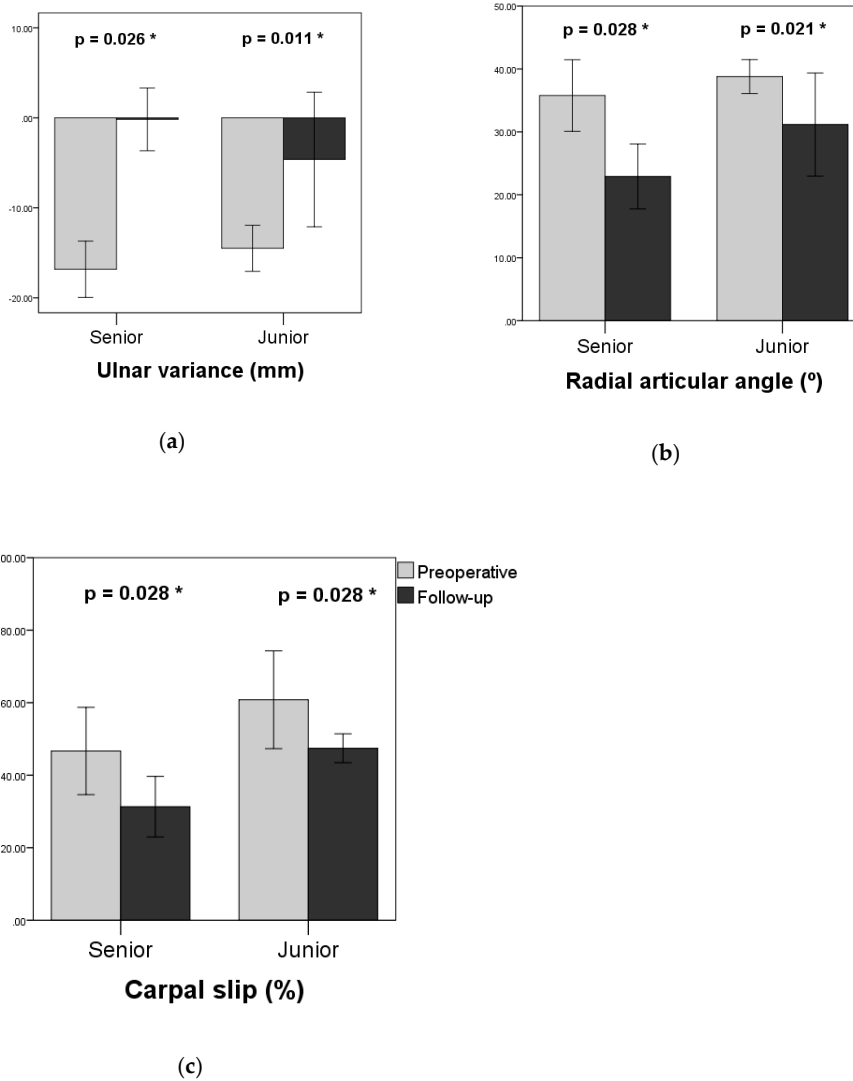 10.00
p = 0.026 *
p = 0.011 *
.00
-10.00
-20.00
Senior
Junior
Ulnar variance (mm)
(a)
50.00
p = 0.028 *
p = 0.021 *
40.00
30.00
20.00
10.00
.00
Senior
Junior
Radial articular angle (º)
(b)
00.00
p = 0.028 *
p = 0.028 *
Preoperative
Follow-up
80.00
60.00
40.00
20.00
.00
Senior
Junior
Carpal slip (%)
(c)